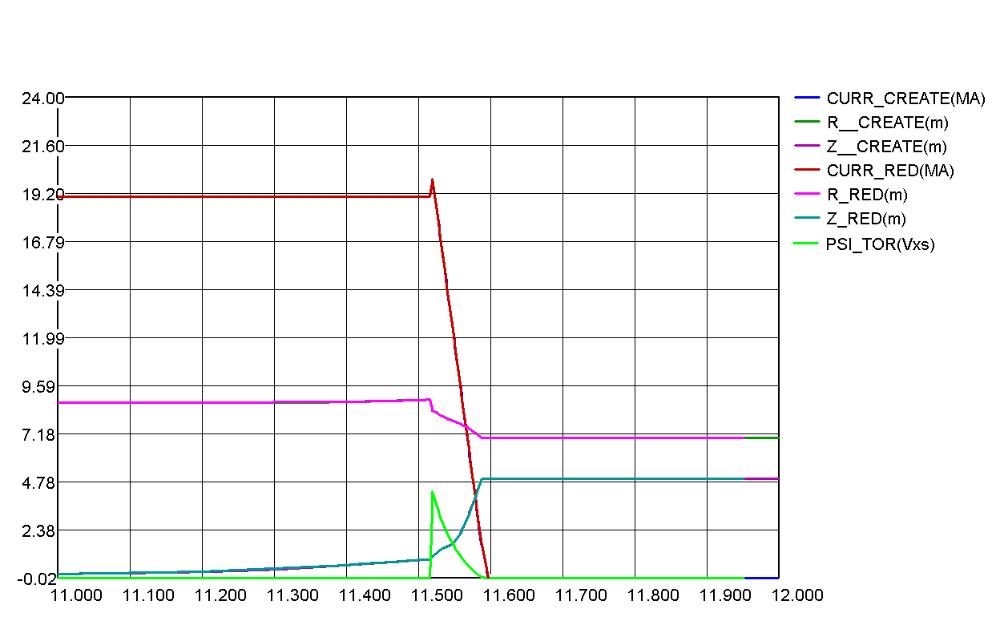 24.00
21.60
19.20
16.79
14.39
11.99
9.59
7.18
4.78
2.38
-0.02
11.000 11.100 11.200 11.300 11.400 11.500 11.600 11.700 11.800 11.900 12.000
CURR_CREATE(MA)
R__CREATE(m)
Z__CREATE(m)
CURR_RED(MA)
R_RED(m)
Z_RED(m)
PSI_TOR(Vxs)